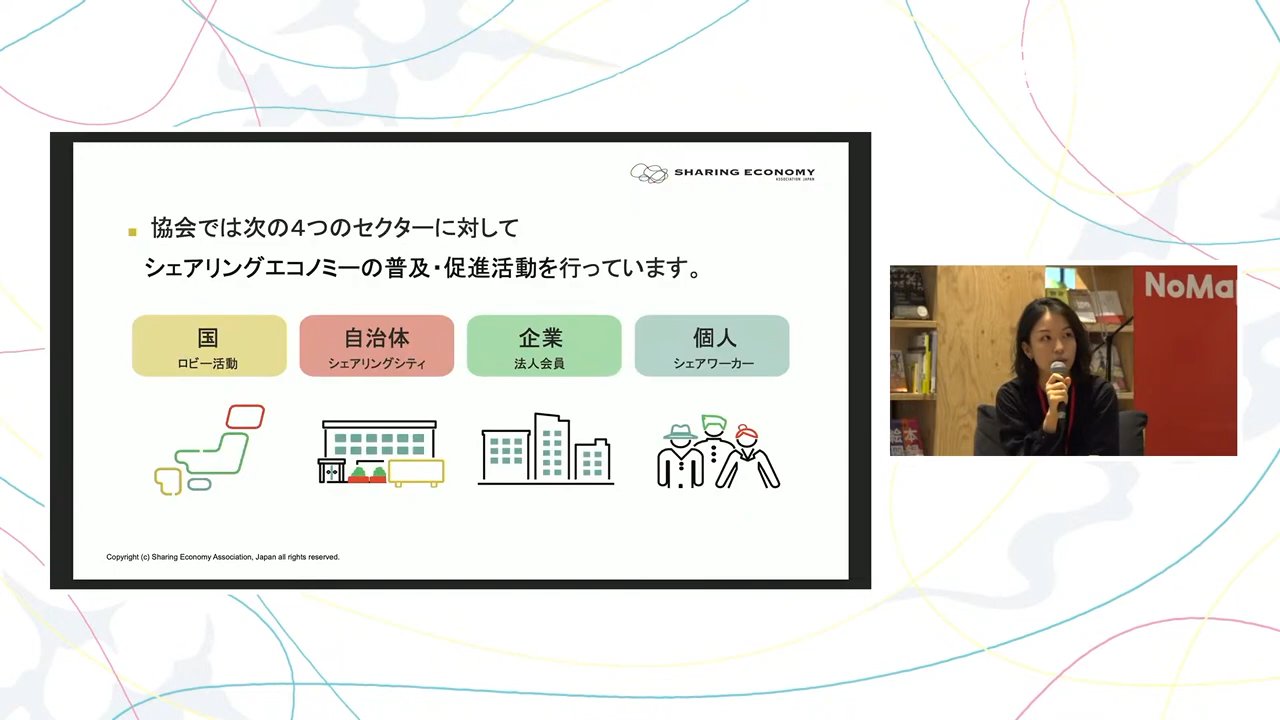 SHARING ECONOMY
ASSOCIATION JAPAN
協会では次の4つのセクターに対して
シェアリングエコノミーの普及・促進活動を行っています。
国
ロビー活動
自治体
シェアリングシティ
企業
法人会員
個人
シェアワーカー
Copyright (c) Sharing Economy Association, Japan all rights reserved.
NoMa
絵本